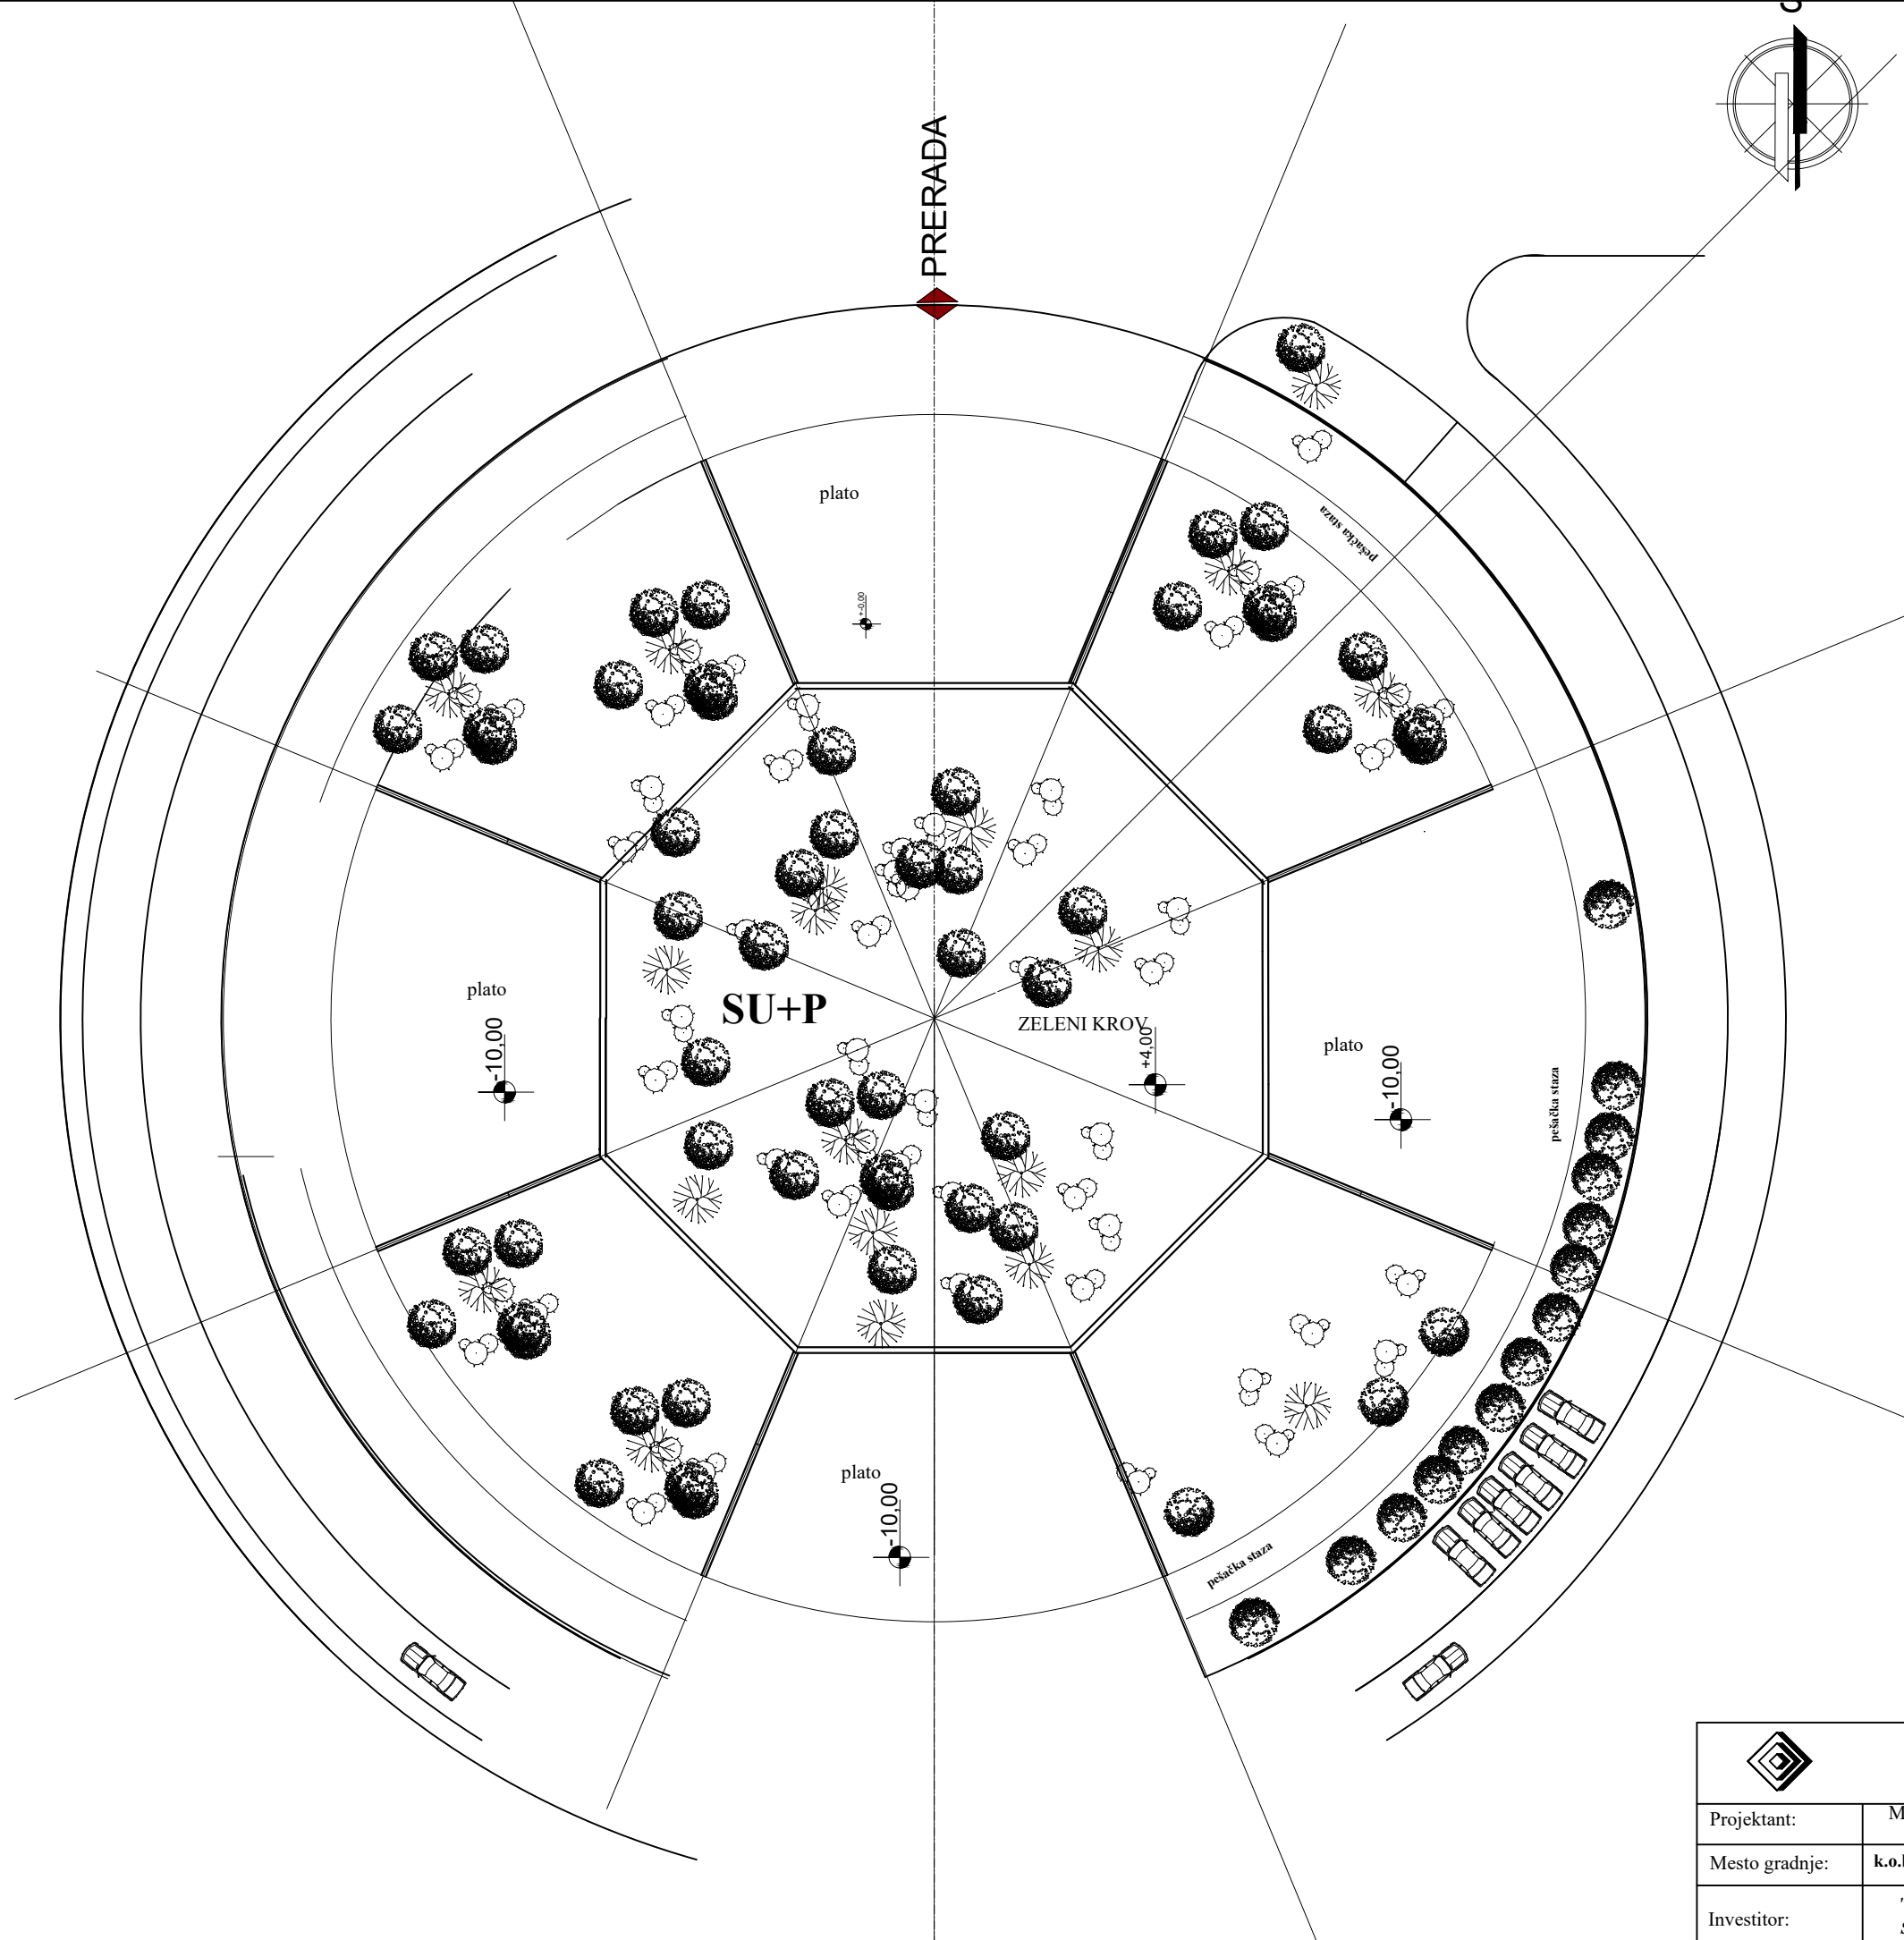 PRERADA
plato
+-0,00
pešačka staza
plato
SU+P
ZELENI KROV
-10,00
+4,00
plato
-10,00
pešačka staza
plato
-10,00
pešačka staza
Projektant:
Mesto gradnje:
k.o.
Investitor: